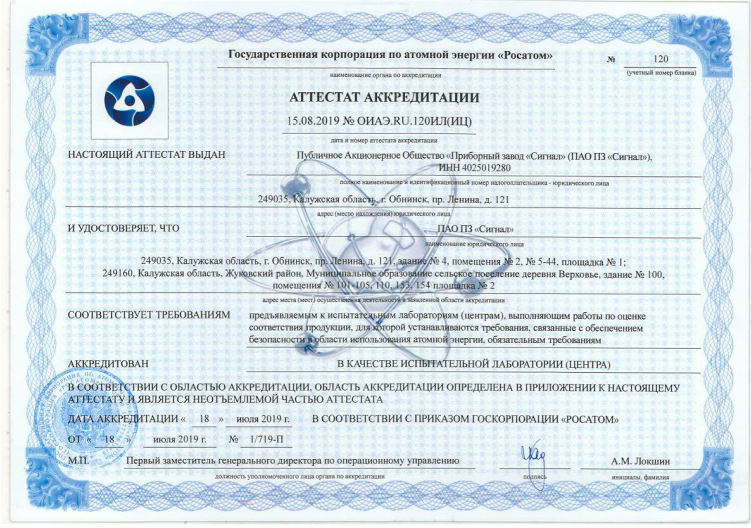 Государственная корпорация по атомной энергии «Росатом» № 120
наименование органа по аккредитации (учетный номер бланка)
АТТЕСТАТ АККРЕДИТАЦИИ
15.08.2019 № ОИАЭ.RU.120ИЛ(ИЦ)
дата и номер аттестата аккредитации
НАСТОЯЩИЙ АТТЕСТАТ ВЫДАН Публичное Акционерное Общество «Приборный завод «Сигнал» (ПАО ПЗ «Сигнал»),
ИНН 4025019280
полное наименование и идентификационный номер налогоплательщика - юридического лица
249035, Калужская область, г. Обнинск, пр. Ленина, д. 121
адрес (место нахождения) юридического лица
И УДОСТОВЕРЯЕТ, ЧТО ПАО ПЗ «Сигнал»
наименование юридического лица
249035, Калужская область, г. Обнинск, пр. Ленина, д. 121, здание № 4, помещения № 2, № 5-44, площадка № 1;
249160, Калужская область, Жуковский район, Муниципальное образование сельское поселение деревня Верховье, здание № 100,
помещения № 101-105, 110, 153, 154 площадка № 2
адрес места (мест) осуществления деятельности в заявленной области аккредитации
СООТВЕТСТВУЕТ ТРЕБОВАНИЯМ предъявляемым к испытательным лабораториям (центрам), выполняющим работы по оценке
соответствия продукции, для которой устанавливаются требования, связанные с обеспечением
безопасности в области использования атомной энергии, обязательным требованиям
АККРЕДИТОВАН В КАЧЕСТВЕ ИСПЫТАТЕЛЬНОЙ ЛАБОРАТОРИИ (ЦЕНТРА)
В СООТВЕТСТВИИ С ОБЛАСТЬЮ АККРЕДИТАЦИИ, ОБЛАСТЬ АККРЕДИТАЦИИ ОПРЕДЕЛЕНА В ПРИЛОЖЕНИИ К НАСТОЯЩЕМУ
АТТЕСТАТУ И ЯВЛЯЕТСЯ НЕОТЪЕМЛЕМОЙ ЧАСТЬЮ АТТЕСТАТА
ДАТА АККРЕДИТАЦИИ « 18 » июля 2019 г. В СООТВЕТСТВИИ С ПРИКАЗОМ ГОСКОРПОРАЦИИ «РОСАТОМ»
ОТ « 18 » июля 2019 г. № 1/719-П
М.П. Первый заместитель генерального директора по операционному управлению А.М. Локшин
должность уполномоченного лица органа по аккредитации подпись инициалы, фамилия